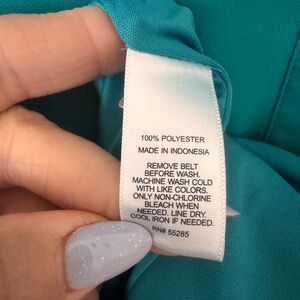 100% POLYESTER
MADE IN INDONESIA
REMOVE BELT
BEFORE WASH.
MACHINE WASH COLD
WITH LIKE COLORS.
ONLY NON-CHLORINE
BLEACH WHEN
NEEDED. LINE DRY.
COOL IRON IF NEEDED.
RN# 55285